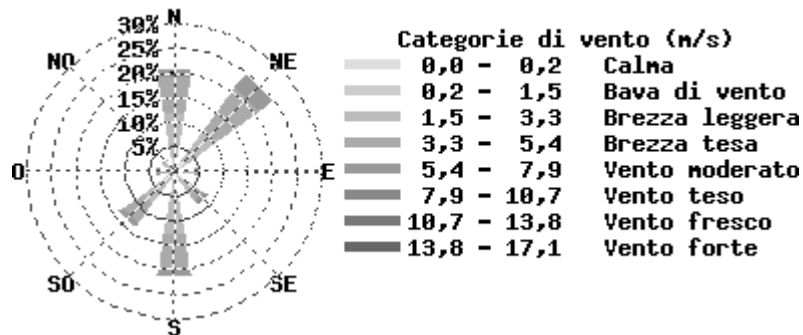 N
30%
25%
20%
15%
10%
5%
NO
NE
O
E
SO
SE
S
Categorie di vento (m/s)
0,0 - 0,2 Calma
0,2 - 1,5 Bava di vento
1,5 - 3,3 Brezza leggera
3,3 - 5,4 Brezza tesa
5,4 - 7,9 Vento moderato
7,9 - 10,7 Vento teso
10,7 - 13,8 Vento fresco
13,8 - 17,1 Vento forte